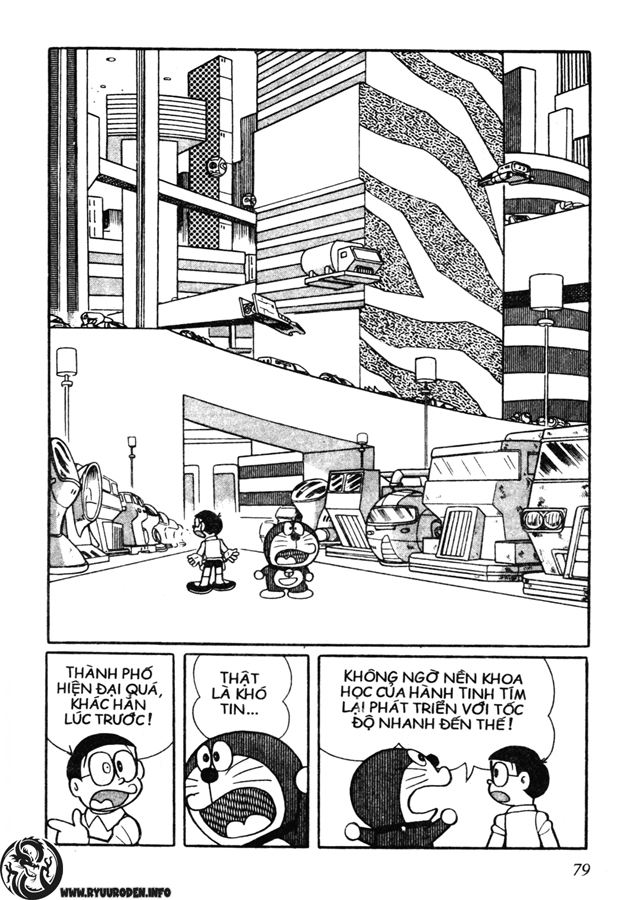 THÀNH PHỐ
HIỆN ĐẠI QUÁ,
KHÁC HẲN
LÚC TRƯỚC!
THẬT
LÀ KHÓ
TIN...
KHÔNG NGỜ NỀN KHOA
HỌC CỦA HÀNH TINH TÍM
LẠI PHÁT TRIỂN VỚI TỐC
ĐỘ NHANH ĐẾN THẾ!
79
WWW.RYUURODEN.INFO